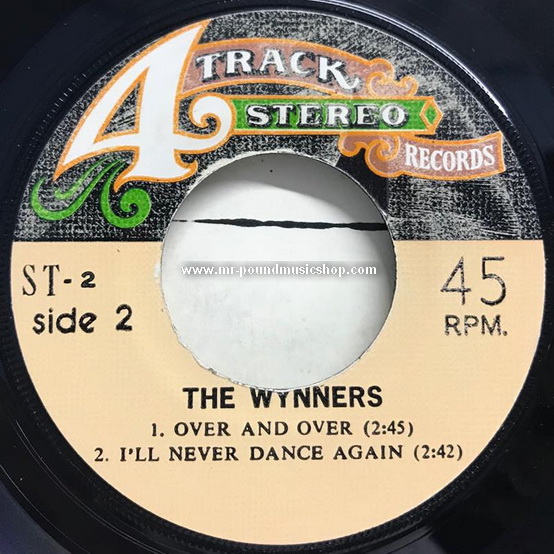 4 TRACK
STEREO
RECORDS
www.mr-poundmusicshop.com
ST-2
45
side 2
RPM.
THE WYNNERS
1. OVER AND OVER (2:45)
2. I'LL NEVER DANCE AGAIN (2:42)